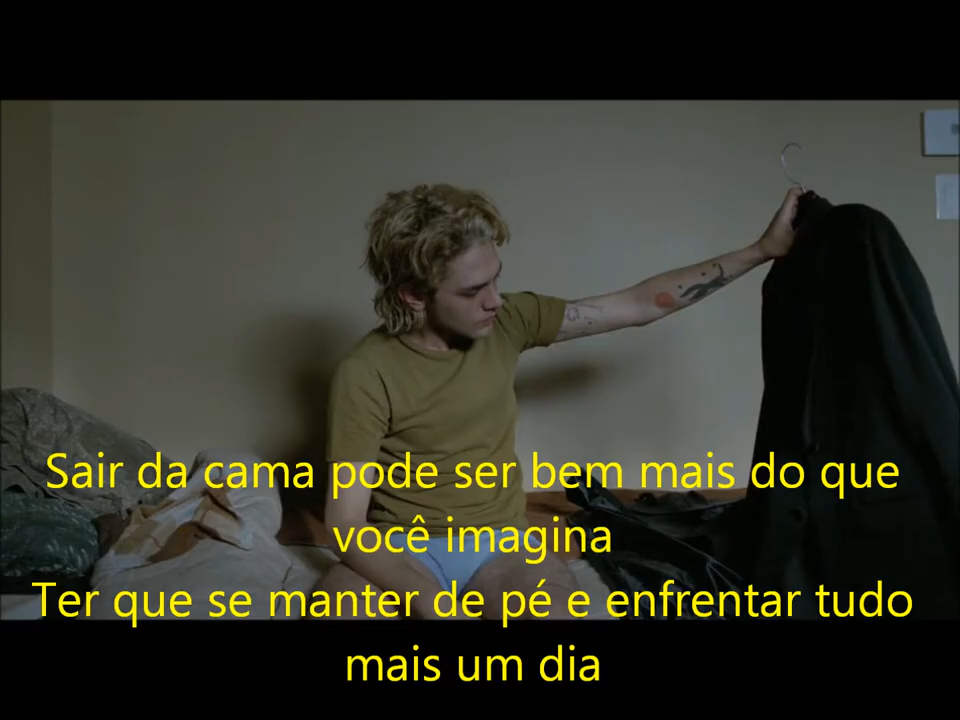 Sair da cama pode ser bem mais do que
você imagina
Ter que se manter de pé e enfrentar tudo
mais um dia